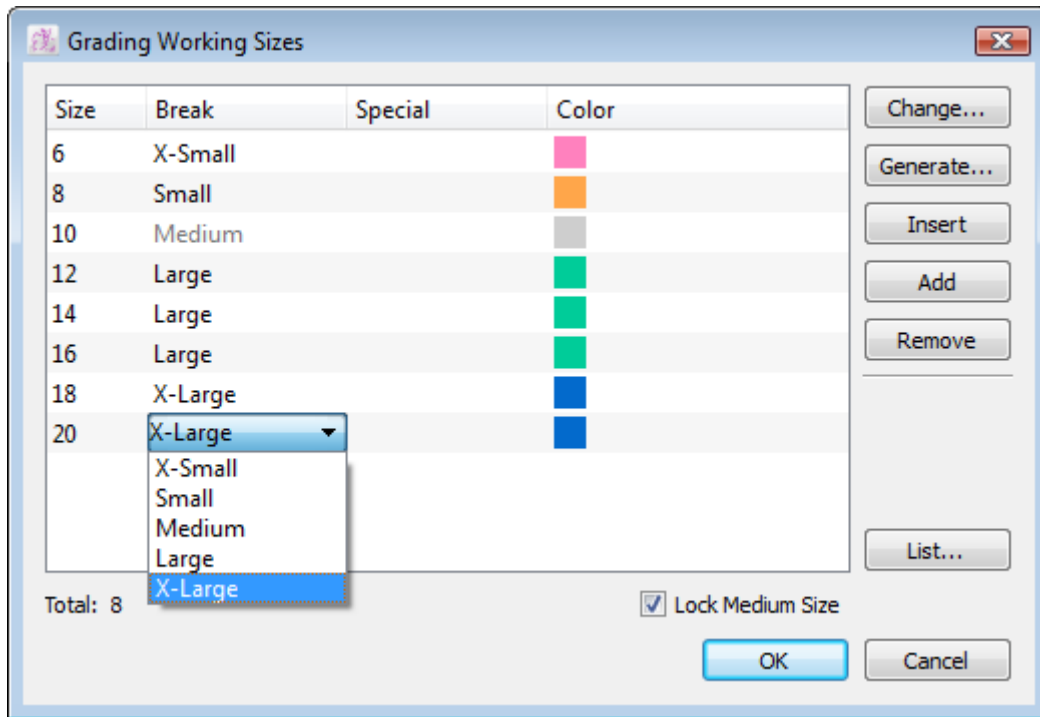 Grading Working Sizes
Size Break Special Color
Change...
6 X-Small
Generate...
8 Small
10 Medium
Insert
12 Large
Add
14 Large
16 Large
Remove
18 X-Large
20 X-Large
X-Small
Small
Medium
Large
List...
X-Large
Total: 8
Lock Medium Size
OK
Cancel